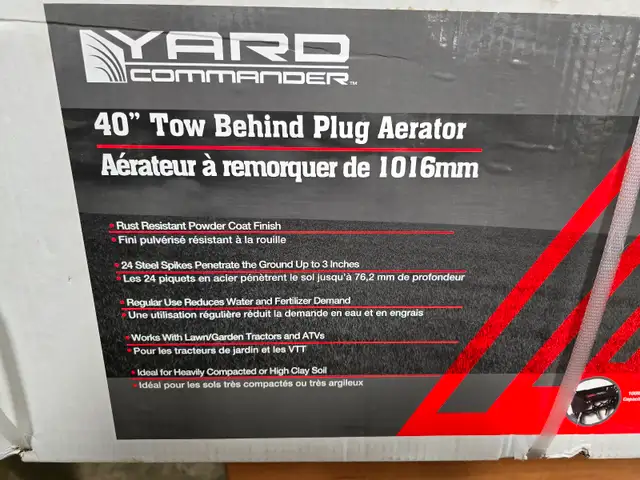 YARD
COMMANDER™
40” Tow Behind Plug Aerator
Aérateur à remorquer de 1016mm
• Rust Resistant Powder Coat Finish
• Fini pulvérisé résistant à la rouille
• 24 Steel Spikes Penetrate the Ground Up to 3 Inches
• Les 24 piquets en acier pénètrent le sol jusqu'à 76,2 mm de profondeur
• Regular Use Reduces Water and Fertilizer Demand
• Une utilisation régulière réduit la demande en eau et en engrais
• Works With Lawn/Garden Tractors and ATVs
• Pour les tracteurs de jardin et les VTT
• Ideal for Heavily Compacted or High Clay Soil
• Idéal pour les sols très compactés ou très argileux